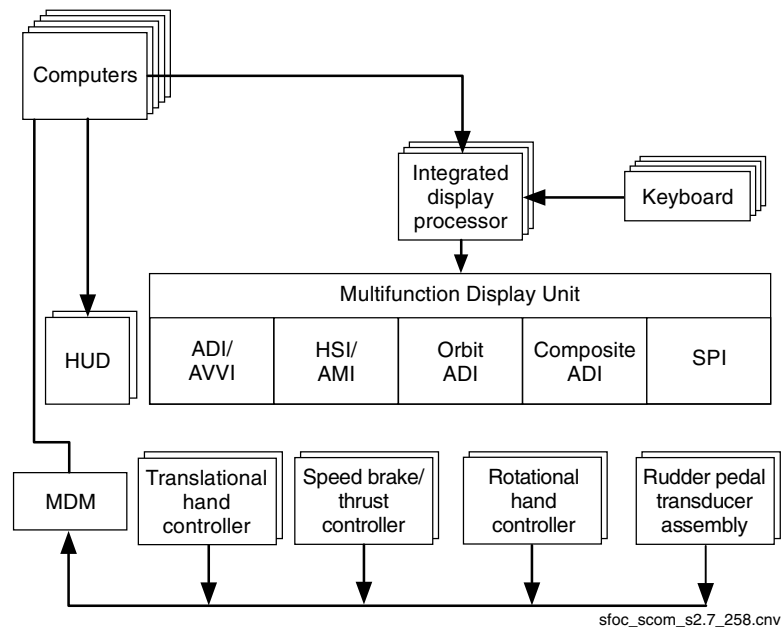 Computers
Integrated
display
processor
Keyboard
Multifunction Display Unit
HUD
ADI/
AVVI
HSI/
AMI
Orbit
ADI
Composite
ADI
SPI
MDM
Translational
hand
controller
Speed brake/
thrust
controller
Rotational
hand
controller
Rudder pedal
transducer
assembly
sfoc_scom_s2.7_258.cnv